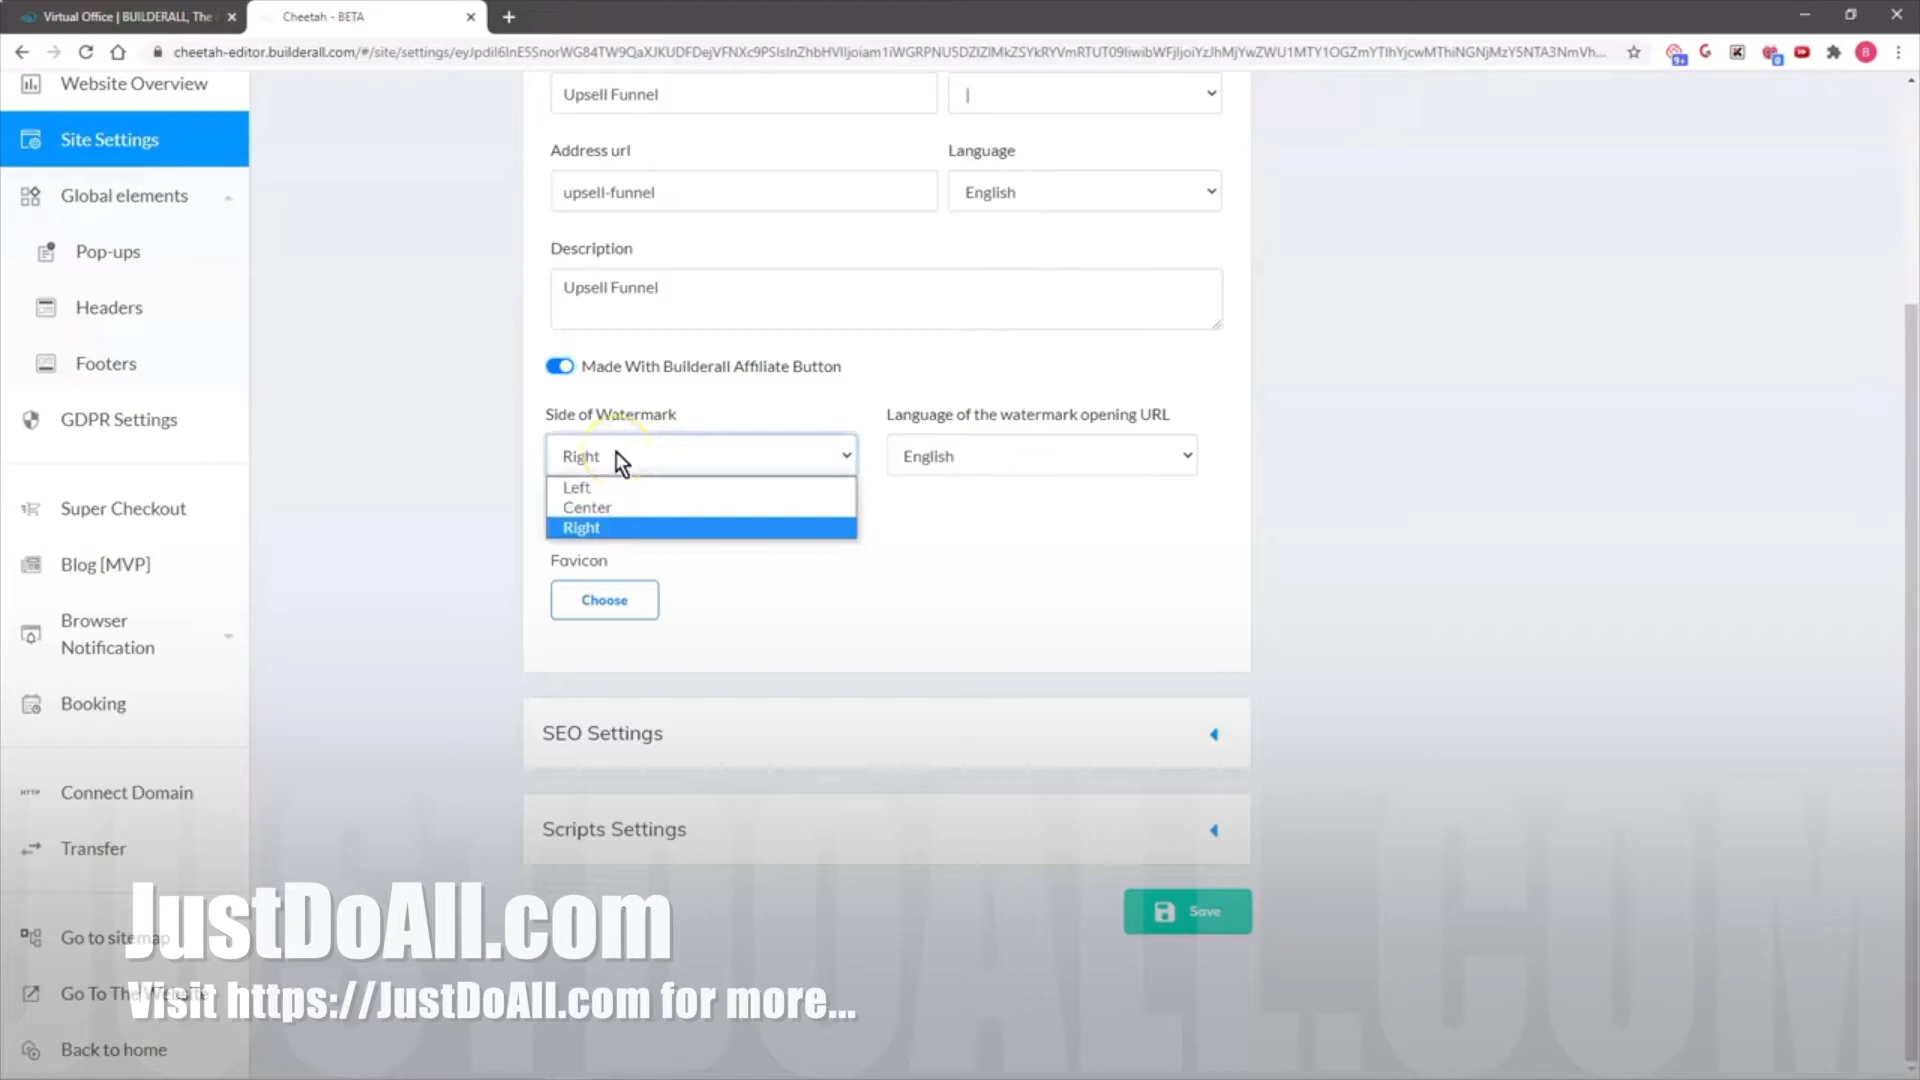 Virtual Office | BUILDERALL, The
Cheetah - BETA
cheetah-editor.builderall.com/#/site/settings/
Website Overview
Upsell Funnel
|
Site Settings
Address url
Language
Global elements
upsell-funnel
English
Pop-ups
Description
Upsell Funnel
Headers
Footers
Made With Builderall Affiliate Button
GDPR Settings
Side of Watermark
Language of the watermark opening URL
Right
English
Left
Center
Right
Super Checkout
Favicon
Blog [MVP]
Choose
Browser
Notification
Booking
SEO Settings
Connect Domain
Scripts Settings
Transfer
JustDoAll.com
Save
Go to sitemap
Go To The Website
Visit https://JustDoAll.com for more...
Back to home
JUSTDOALL.COM